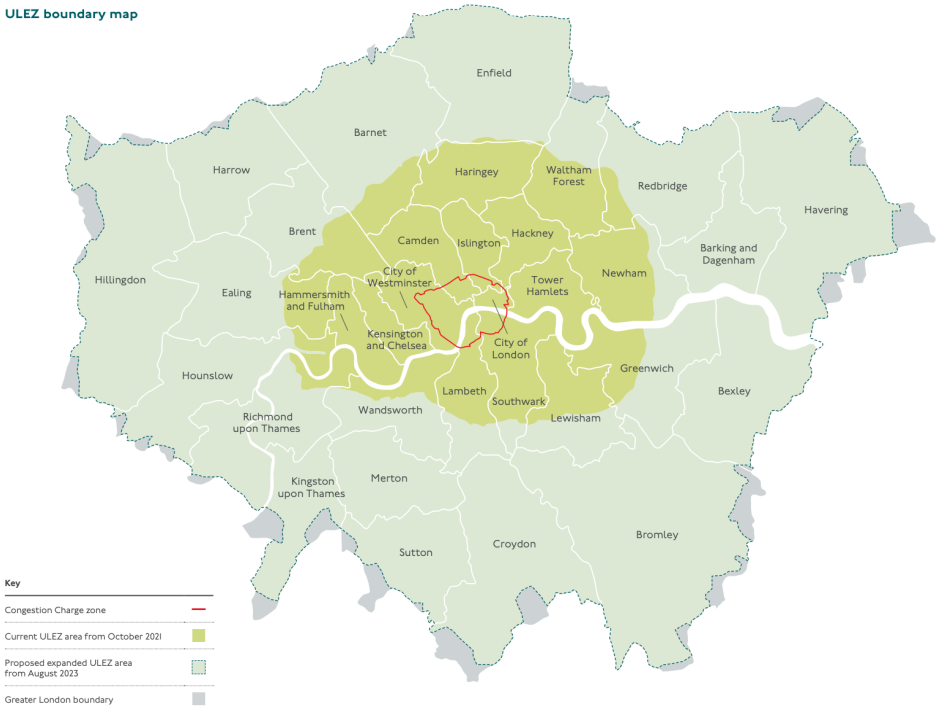 ULEZ boundary map
Enfield
Barnet
Haringey
Waltham
Forest
Harrow
Redbridge
Havering
Brent
Camden
Islington
Hackney
Barking and
Dagenham
Hillingdon
City of
Westminster
Tower
Hamlets
Newham
Ealing
Hammersmith
and Fulham
Kensington
and Chelsea
City of
London
Hounslow
Greenwich
Lambeth
Southwark
Bexley
Wandsworth
Lewisham
Richmond
upon Thames
Kingston
upon Thames
Merton
Bromley
Sutton
Croydon
Key
Congestion Charge zone
Current ULEZ area from October 2021
Proposed expanded ULEZ area
from August 2023
Greater London boundary